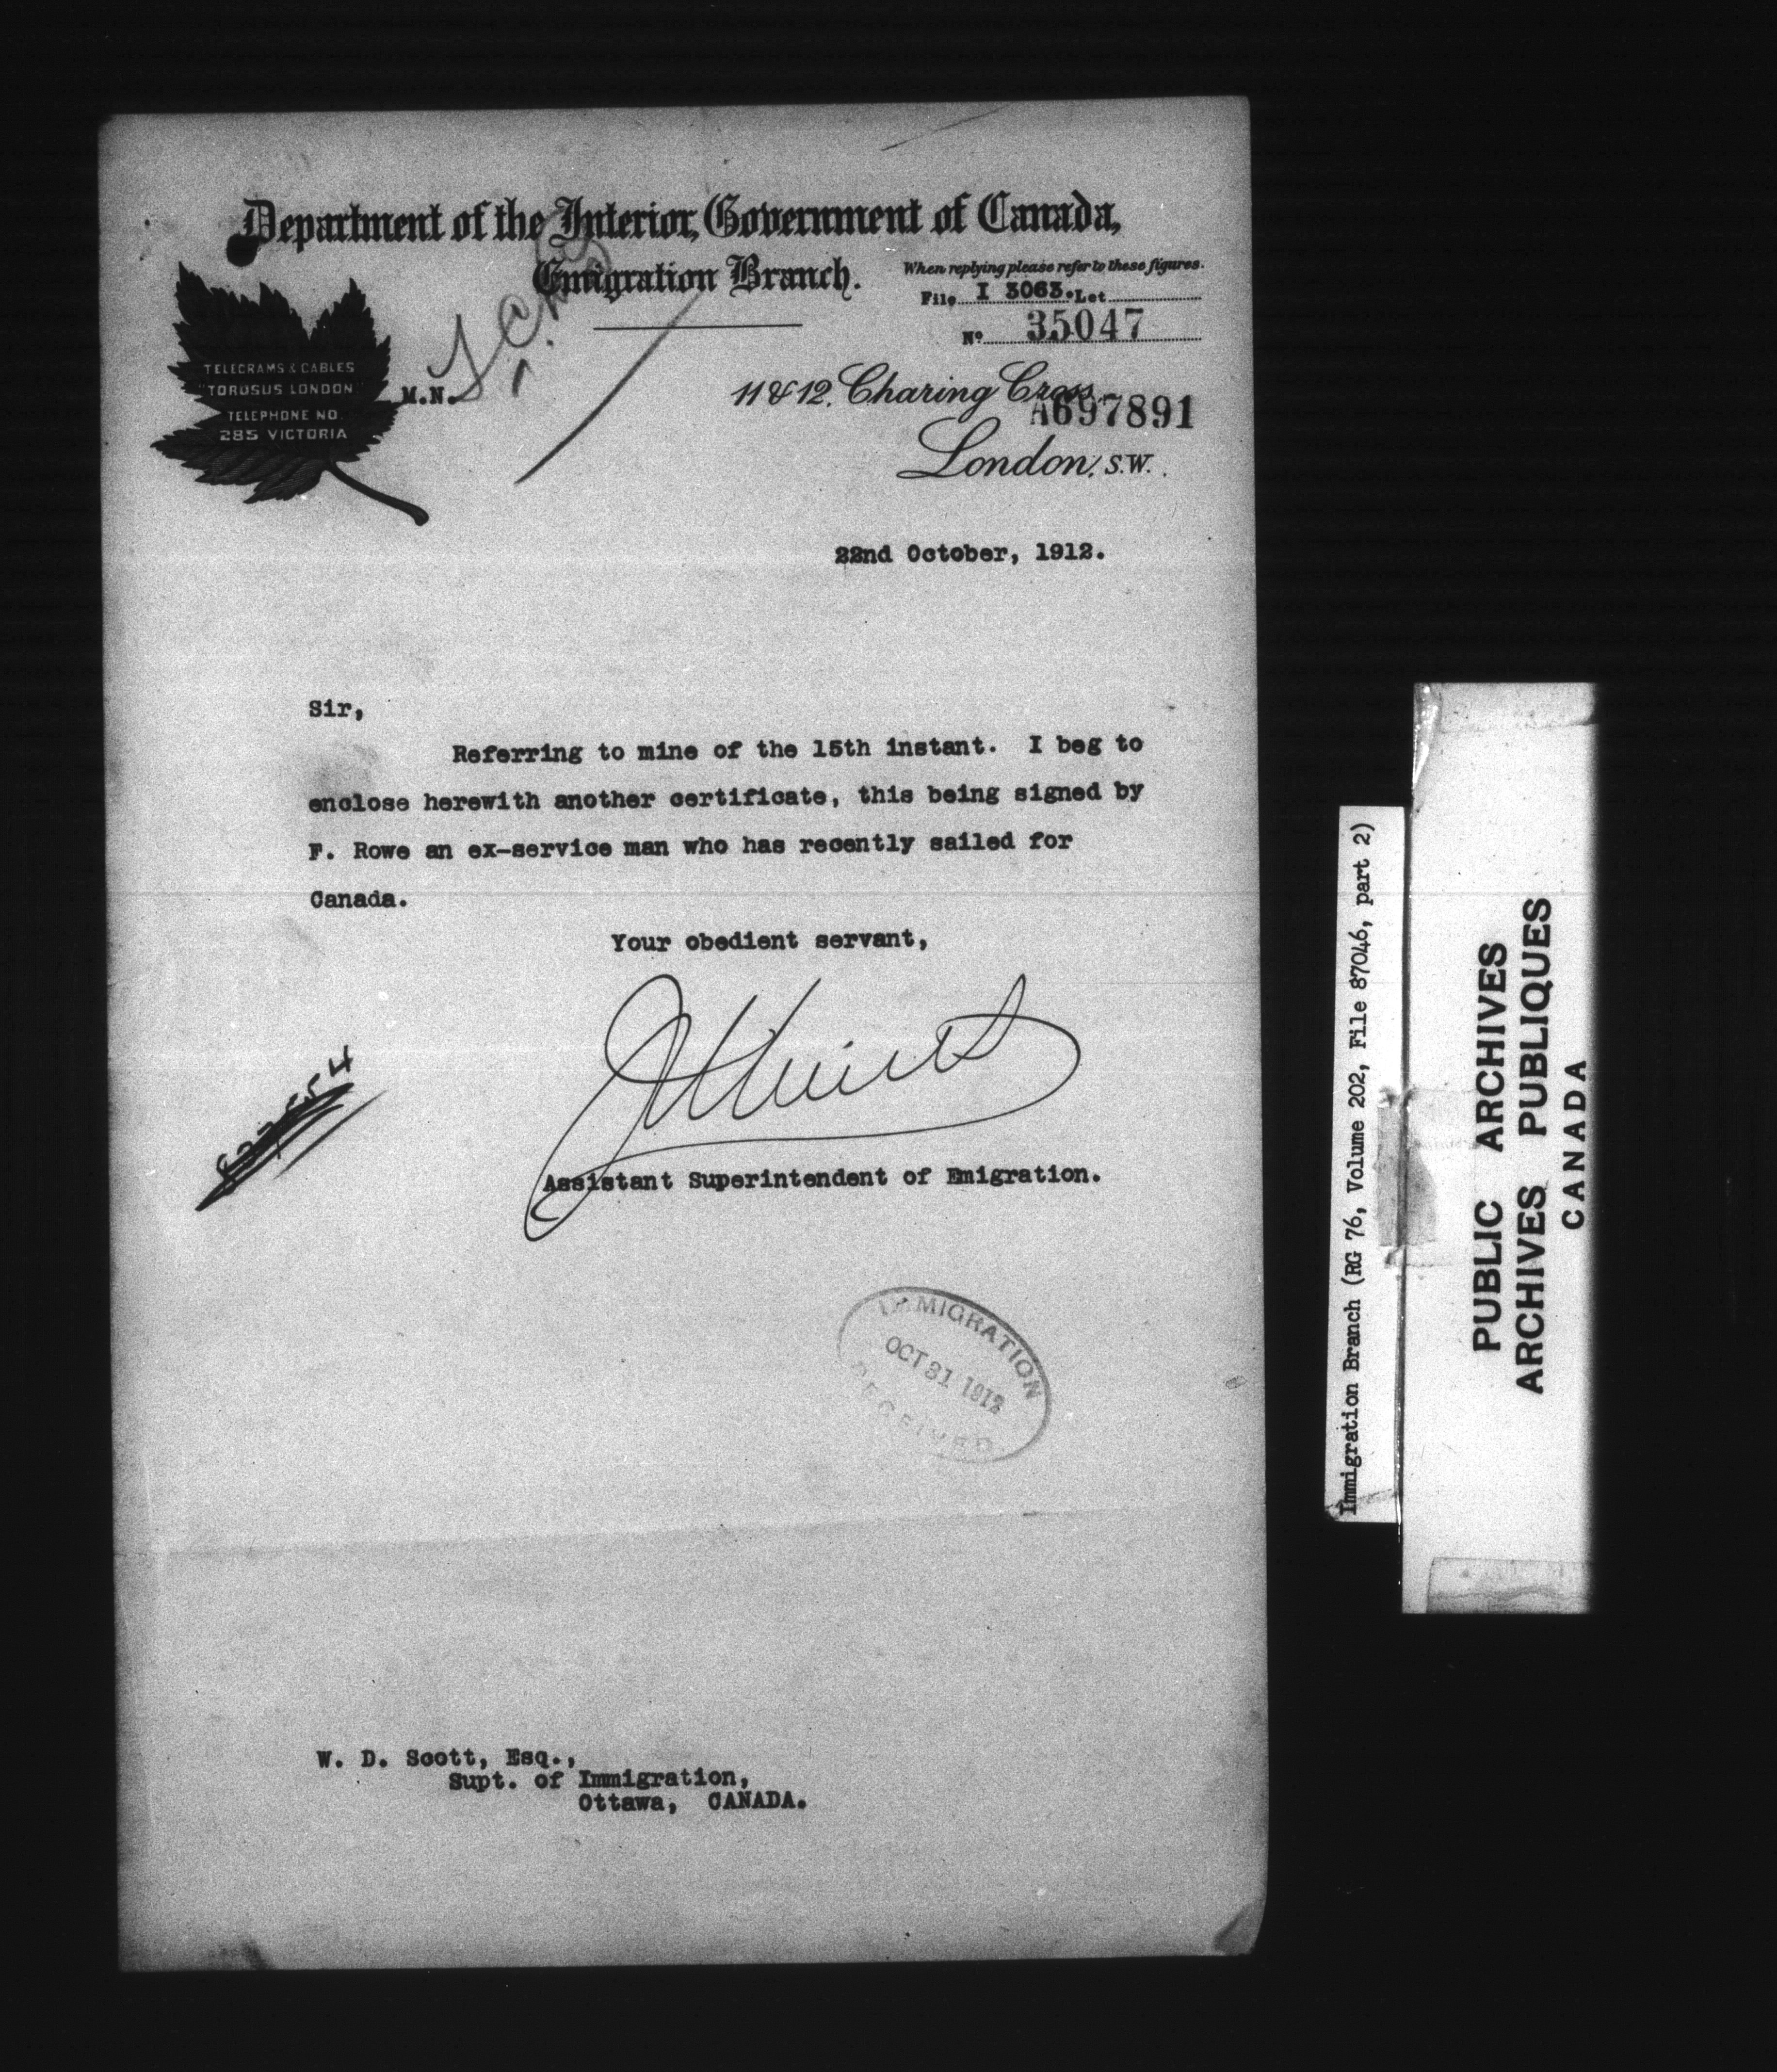 Department of the Interior, Government of Canada,
Emigration Branch.
When replying please refer to these figures.
File I 3063. Let
No 35047
TELEGRAMS & CABLES
"TORUSUS LONDON"
TELEPHONE NO.
285 VICTORIA
M.N.
11 & 12, Charing Cross
A697891
London, S.W.
22nd October, 1912.
Sir,
Referring to mine of the 15th instant. I beg to
enclose herewith another certificate, this being signed by
F. Rowe an ex-service man who has recently sailed for
Canada.
Your obedient servant,
Assistant Superintendent of Emigration.
IMMIGRATION
OCT 31 1912
RECEIVED
W. D. Scott, Esq.,
Supt. of Immigration,
Ottawa, CANADA.
Immigration Branch (RG 76, Volume 202, File 87046, part 2)
PUBLIC ARCHIVES
ARCHIVES PUBLIQUES
CANADA